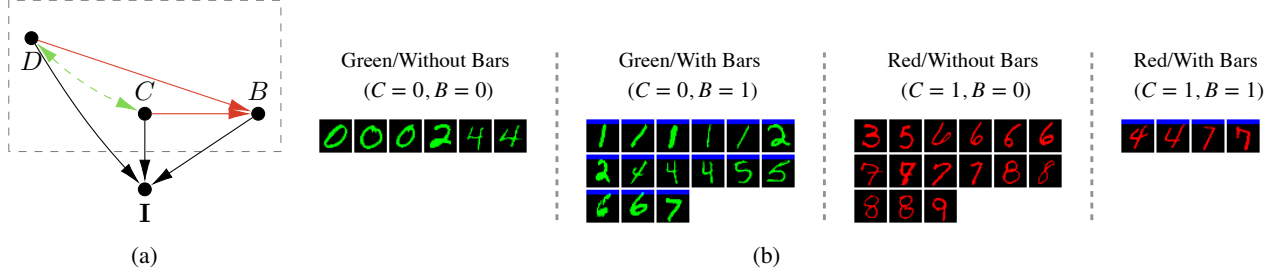 D
C
B
I
(a)
Green/Without Bars
(C = 0, B = 0)
0 0 0 2 4 4
Green/With Bars
(C = 0, B = 1)
1 1 1 1 1 2
2 4 4 4 5 5
6 6 7
Red/Without Bars
(C = 1, B = 0)
3 5 6 6 6 6
7 7 7 8 8
8 8 9
Red/With Bars
(C = 1, B = 1)
4 4 7 7
(b)